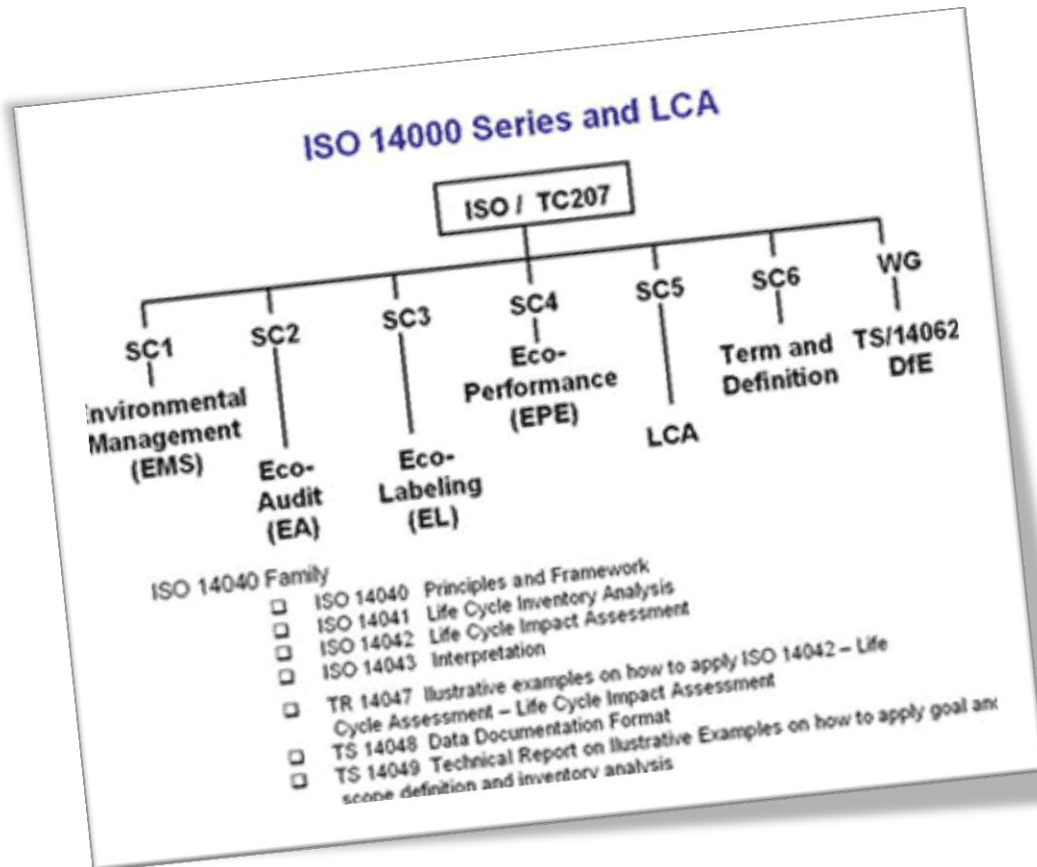 ISO 14000 Series and LCA
ISO / TC207
SC1
SC2
SC3
SC4
SC5
SC6
WG
nvironmental
Management
(EMS)
Eco-
Audit
(EA)
Eco-
Labeling
(EL)
Eco-
Performance
(EPE)
LCA
Term and
Definition
TS/14062
DfE
ISO 14040 Family
ISO 14040 Principles and Framework
ISO 14041 Life Cycle Inventory Analysis
ISO 14042 Life Cycle Impact Assessment
ISO 14043 Interpretation
TR 14047 Ilustrative examples on how to apply ISO 14042 – Life
Cycle Assessment – Life Cycle Impact Assessment
TS 14048 Data Documentation Format
TS 14049 Technical Report on Ilustrative Examples on how to apply goal and
scope definition and inventory analysis